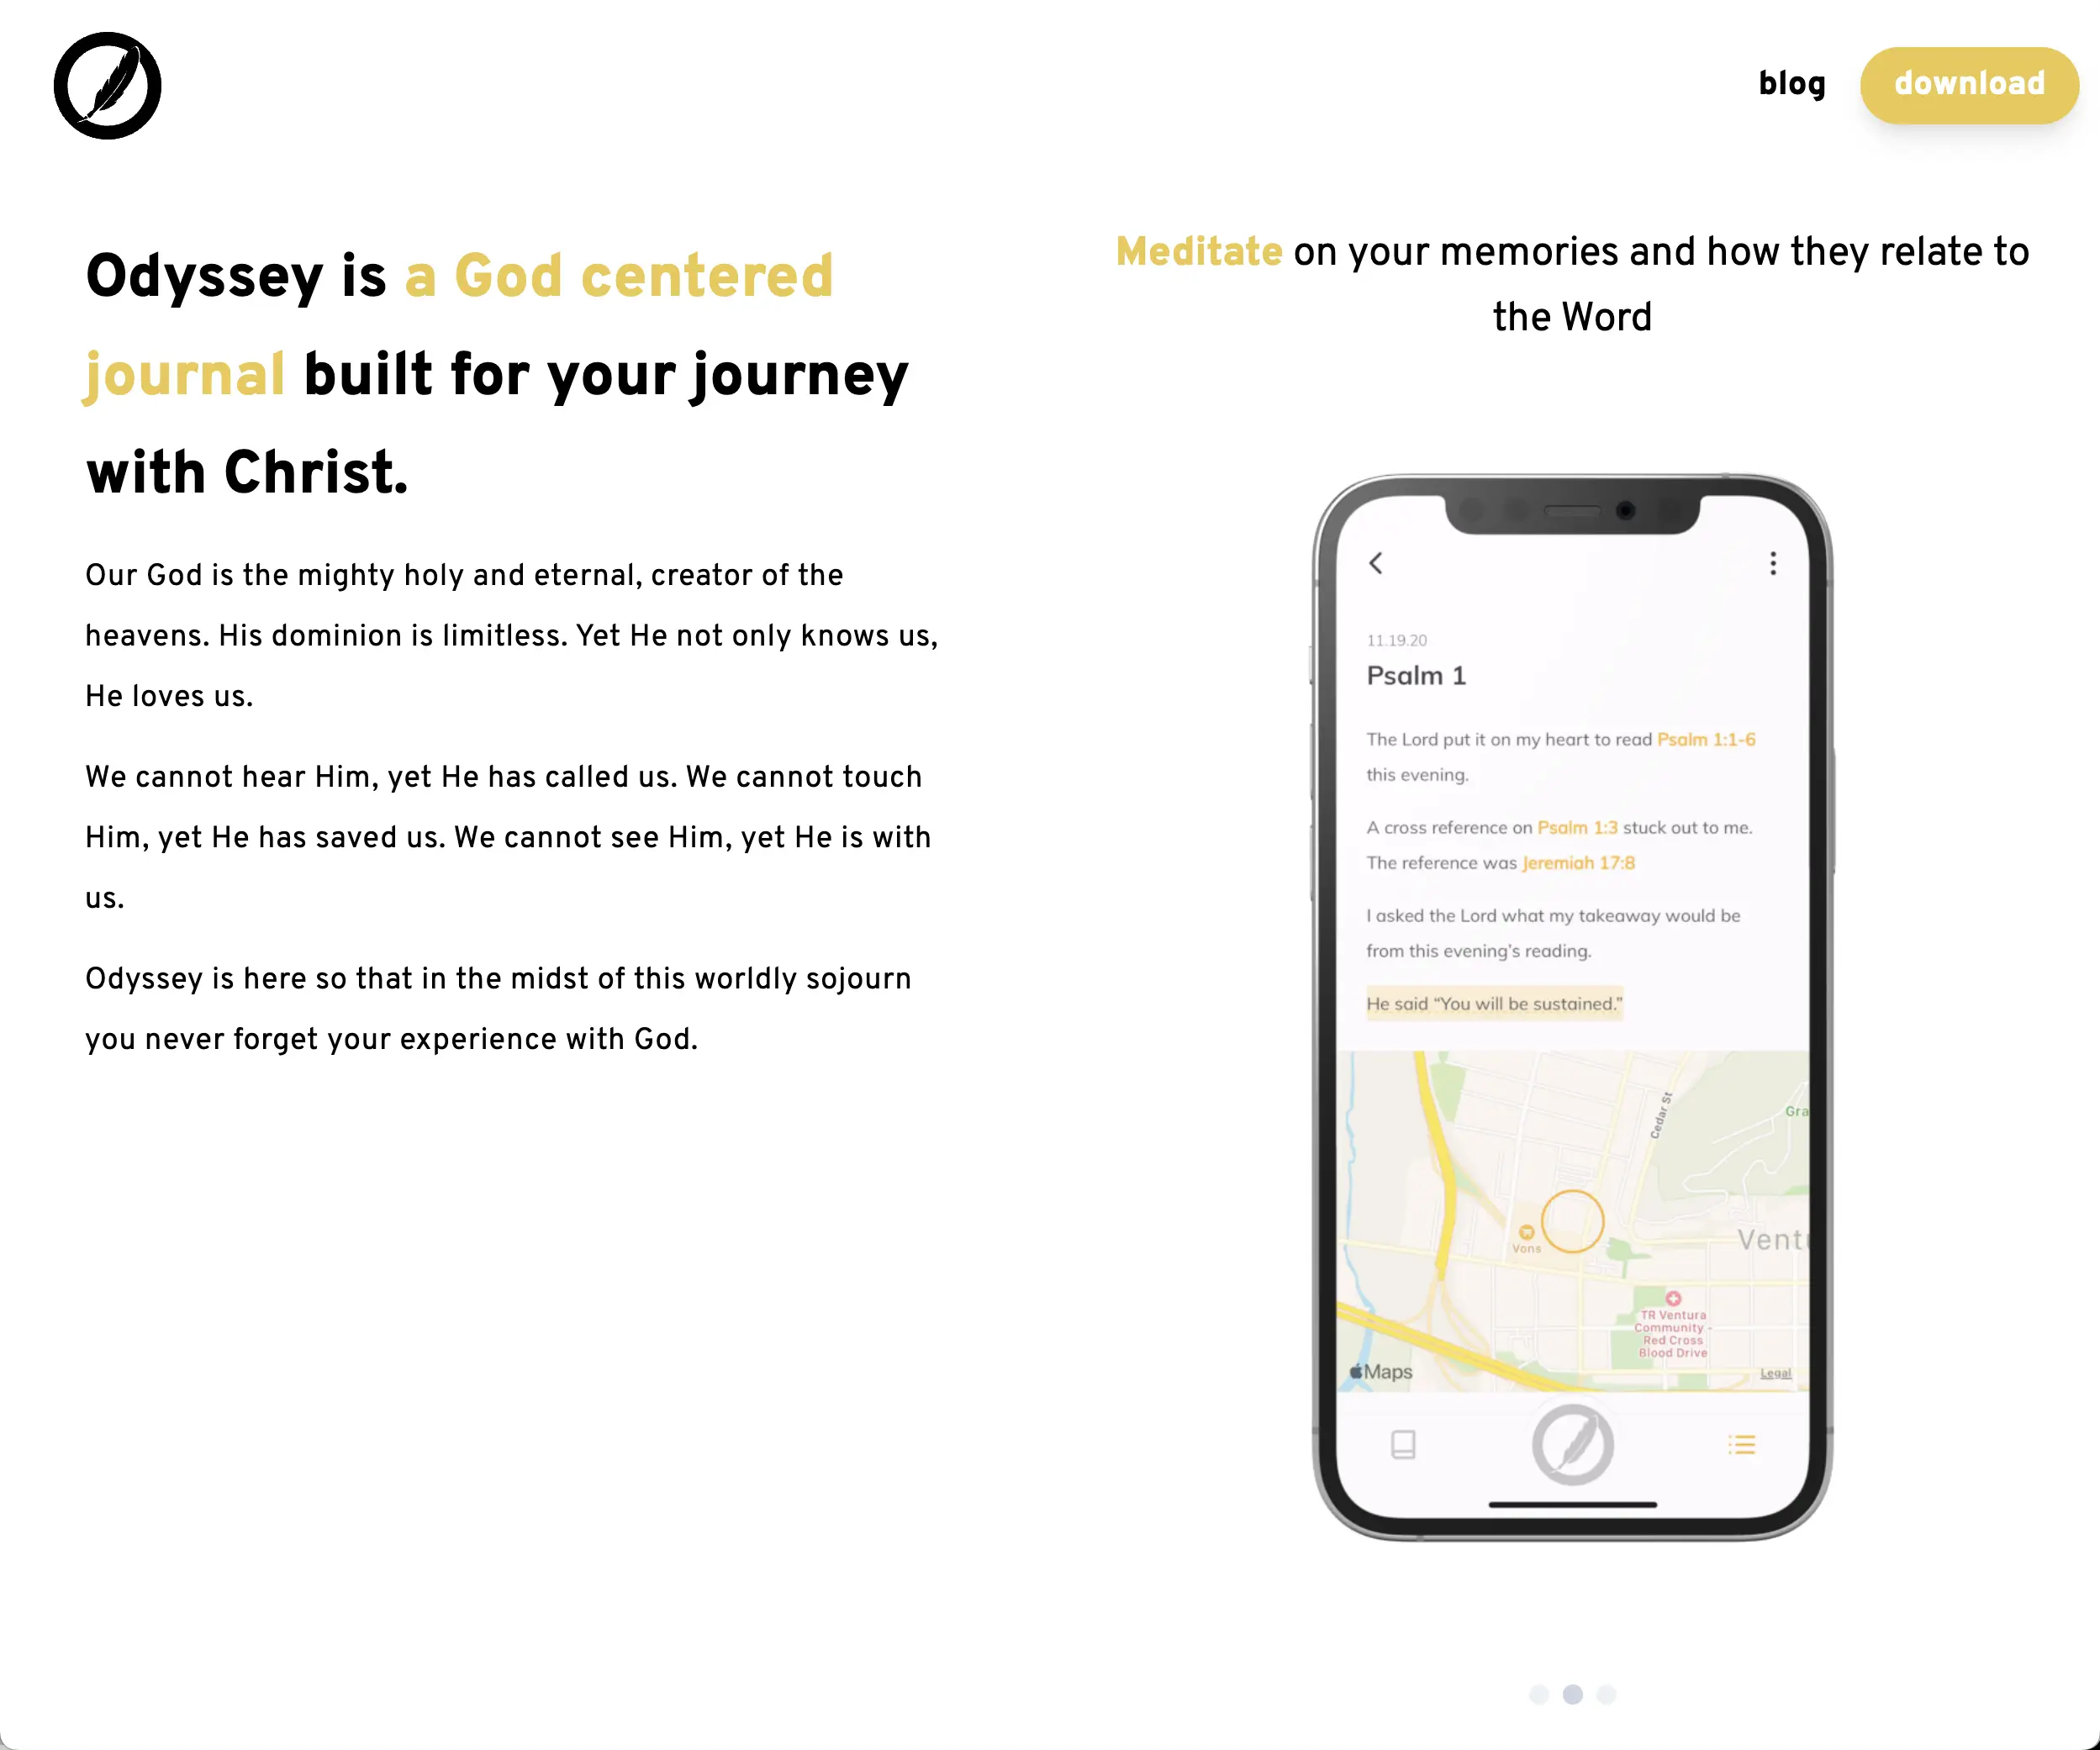 blog
download
Odyssey is a God centered
journal built for your journey
with Christ.
Our God is the mighty holy and eternal, creator of the
heavens. His dominion is limitless. Yet He not only knows us,
He loves us.
We cannot hear Him, yet He has called us. We cannot touch
Him, yet He has saved us. We cannot see Him, yet He is with
us.
Odyssey is here so that in the midst of this worldly sojourn
you never forget your experience with God.
Meditate on your memories and how they relate to
the Word
11.19.20
Psalm 1
The Lord put it on my heart to read Psalm 1:1-6
this evening.
A cross reference on Psalm 1:3 stuck out to me.
The reference was Jeremiah 17:8
I asked the Lord what my takeaway would be
from this evening's reading.
He said “You will be sustained.”
Cedar St
Gra
Vons
Ventu
TR Ventura
Community -
Red Cross
Blood Drive
Maps
Legal